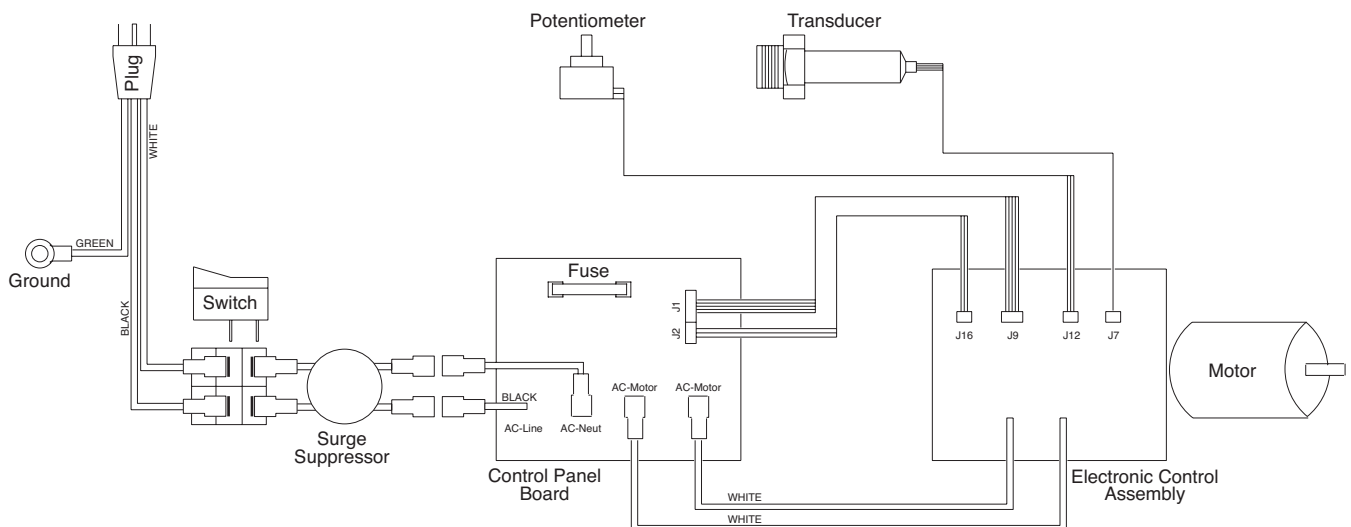 Potentiometer
Transducer
Plug
WHITE
GREEN
Ground
BLACK
Switch
Fuse
J1
J2
J16
J9
J12
J7
Motor
AC-Motor
AC-Motor
BLACK
AC-Line
AC-Neut
Surge
Suppressor
Control Panel
Board
Electronic Control
Assembly
WHITE
WHITE